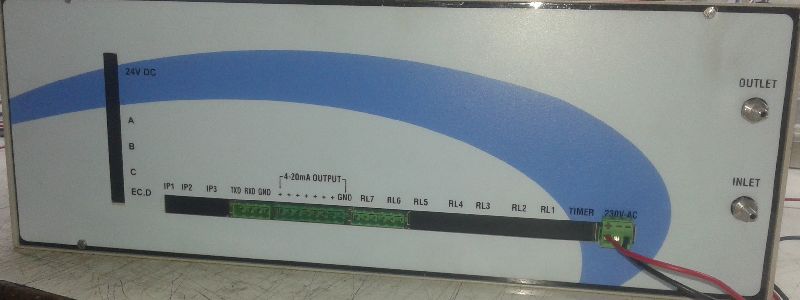 24V DC
A
B
C
EC.D
IP1 IP2 IP3 TXD RXD GND
4-20mA OUTPUT
+ + + + + + + GND
RL7 RL6 RL5 RL4 RL3 RL2 RL1 TIMER 230V-AC
OUTLET
INLET